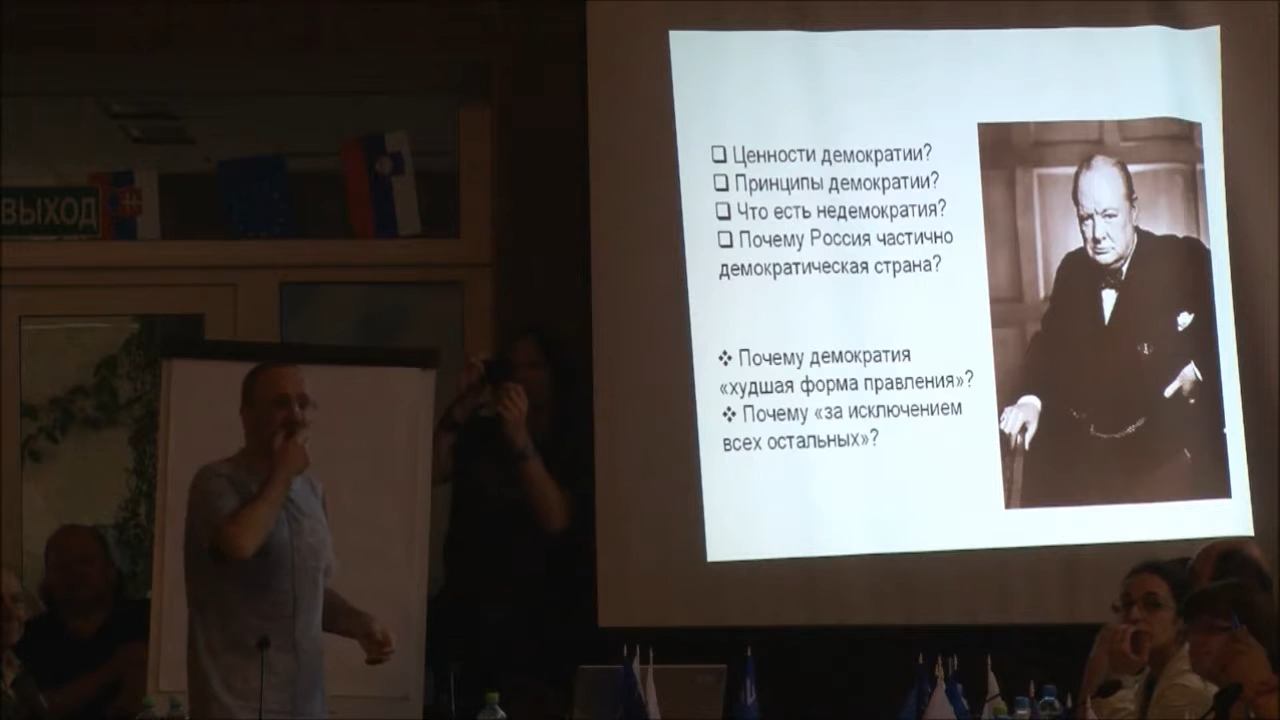 ВЫХОД
❑ Ценности демократии?
❑ Принципы демократии?
❑ Что есть недемократия?
❑ Почему Россия частично
демократическая страна?
❖ Почему демократия
«худшая форма правления»?
❖ Почему «за исключением
всех остальных»?